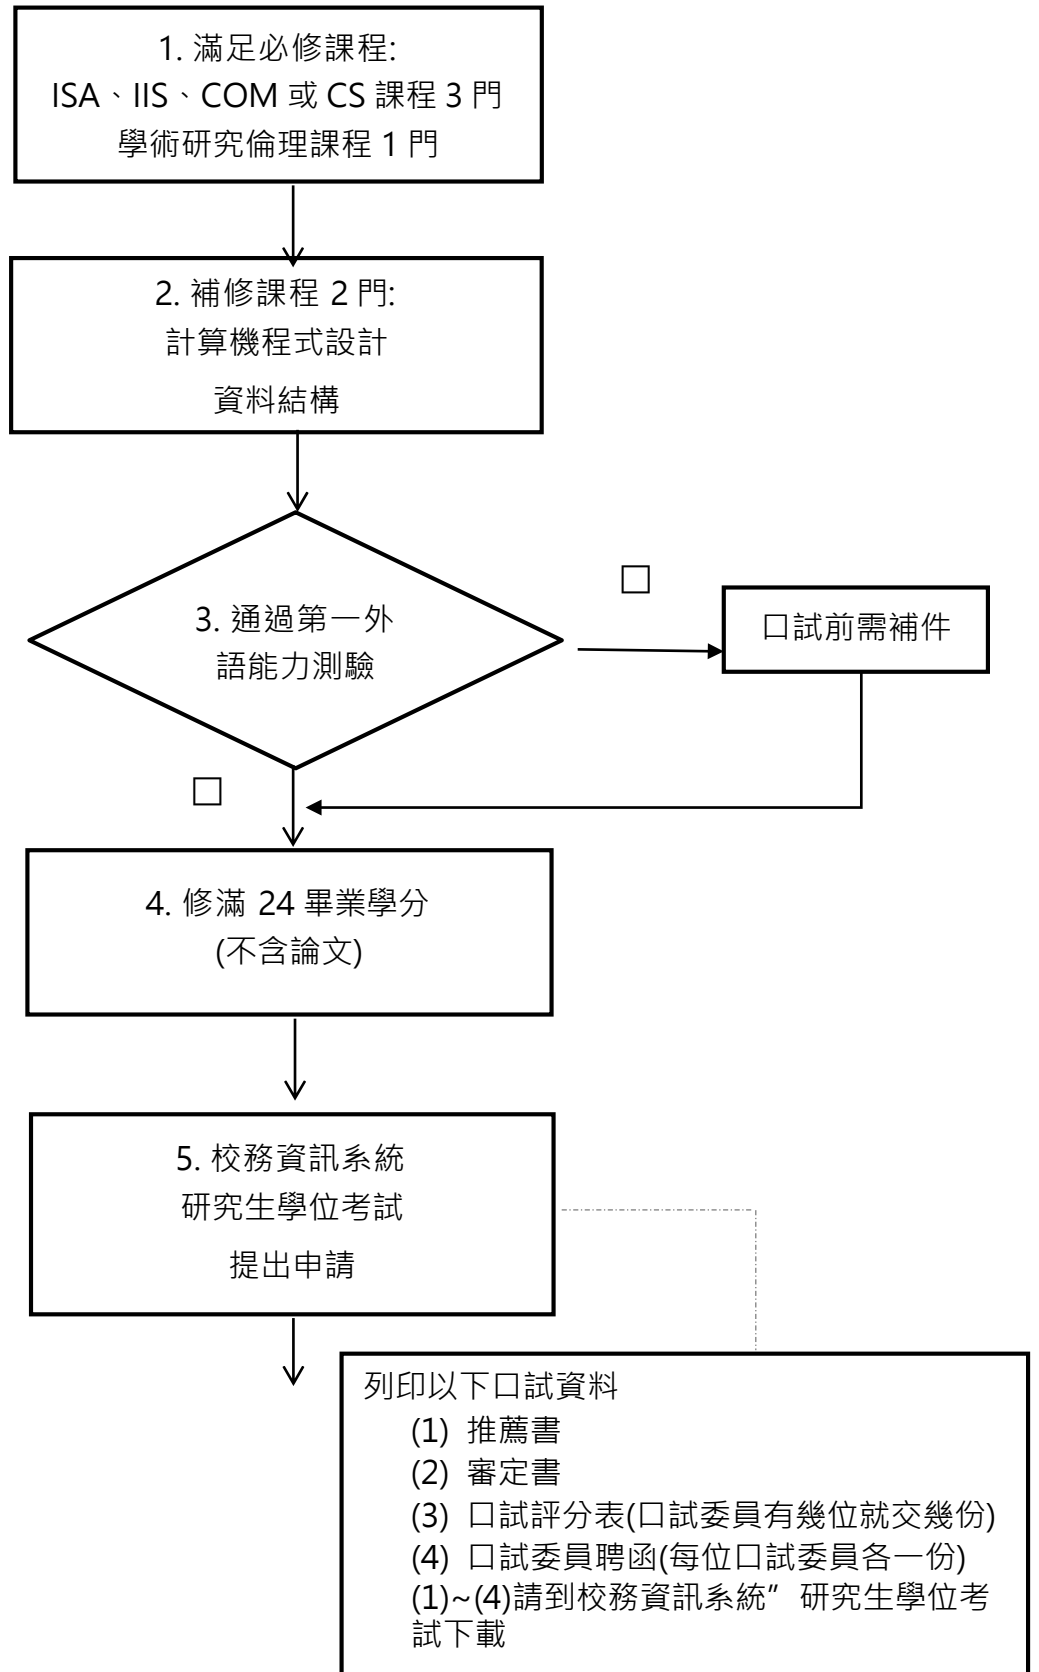 1. 滿足必修課程:
ISA、IIS、COM 或 CS 課程 3 門
學術研究倫理課程 1 門
2. 補修課程 2 門:
計算機程式設計
資料結構
3. 通過第一外
語能力測驗
□
口試前需補件
□
4. 修滿 24 畢業學分
(不含論文)
5. 校務資訊系統
研究生學位考試
提出申請
列印以下口試資料
(1) 推薦書
(2) 審定書
(3) 口試評分表(口試委員有幾位就交幾份)
(4) 口試委員聘函(每位口試委員各一份)
(1)~(4)請到校務資訊系統” 研究生學位考
試下載